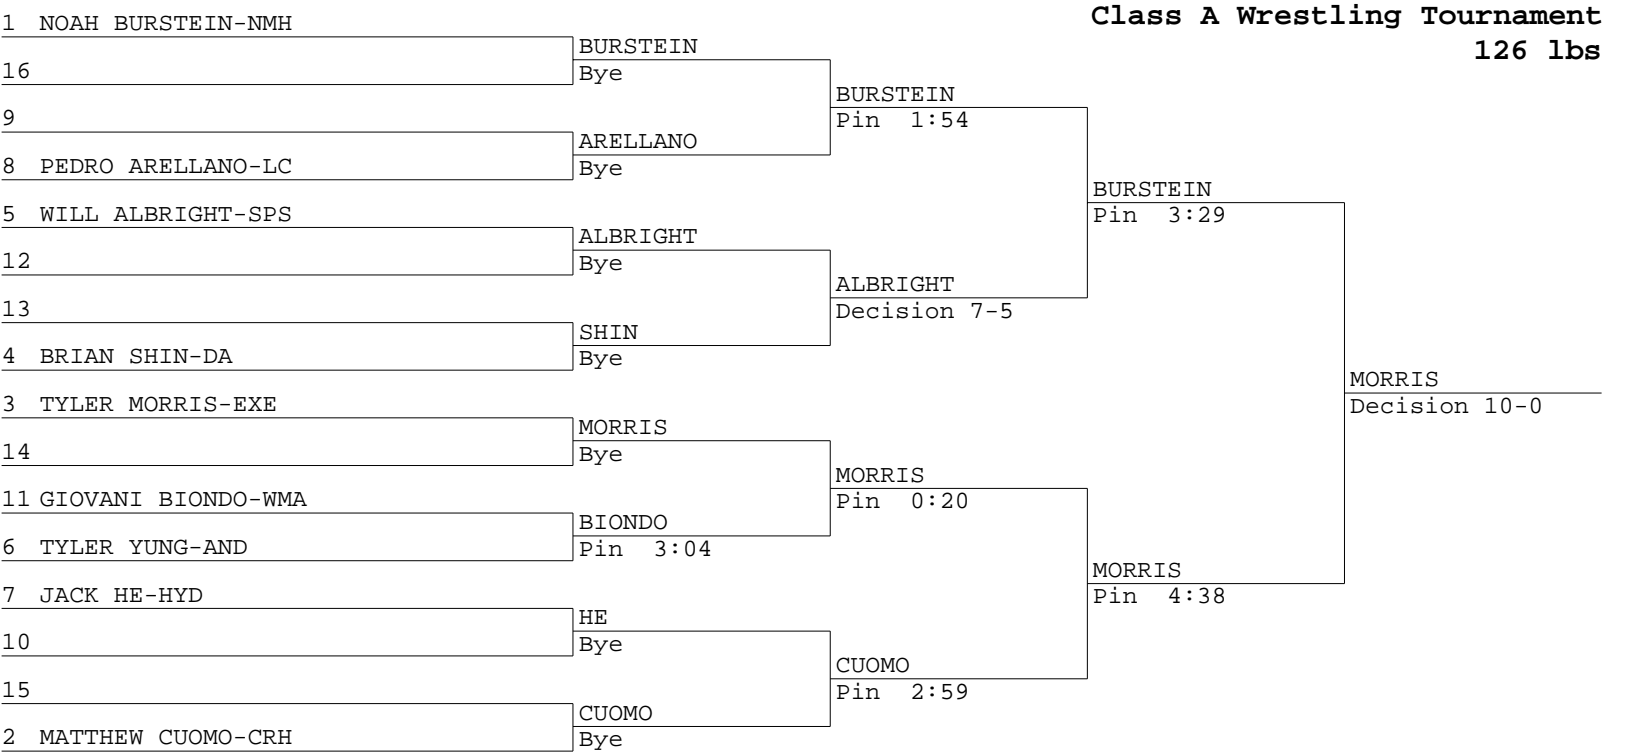 Class A Wrestling Tournament
126 lbs
1 NOAH BURSTEIN-NMH
16
9
8 PEDRO ARELLANO-LC
5 WILL ALBRIGHT-SPS
12
13
4 BRIAN SHIN-DA
3 TYLER MORRIS-EXE
14
11 GIOVANI BIONDO-WMA
6 TYLER YUNG-AND
7 JACK HE-HYD
10
15
2 MATTHEW CUOMO-CRH
BURSTEIN
Bye
ARELLANO
Bye
ALBRIGHT
Bye
SHIN
Bye
MORRIS
Bye
BIONDO
Pin 3:04
HE
Bye
CUOMO
Bye
BURSTEIN
Pin 1:54
ALBRIGHT
Decision 7-5
MORRIS
Pin 0:20
CUOMO
Pin 2:59
BURSTEIN
Pin 3:29
MORRIS
Pin 4:38
MORRIS
Decision 10-0